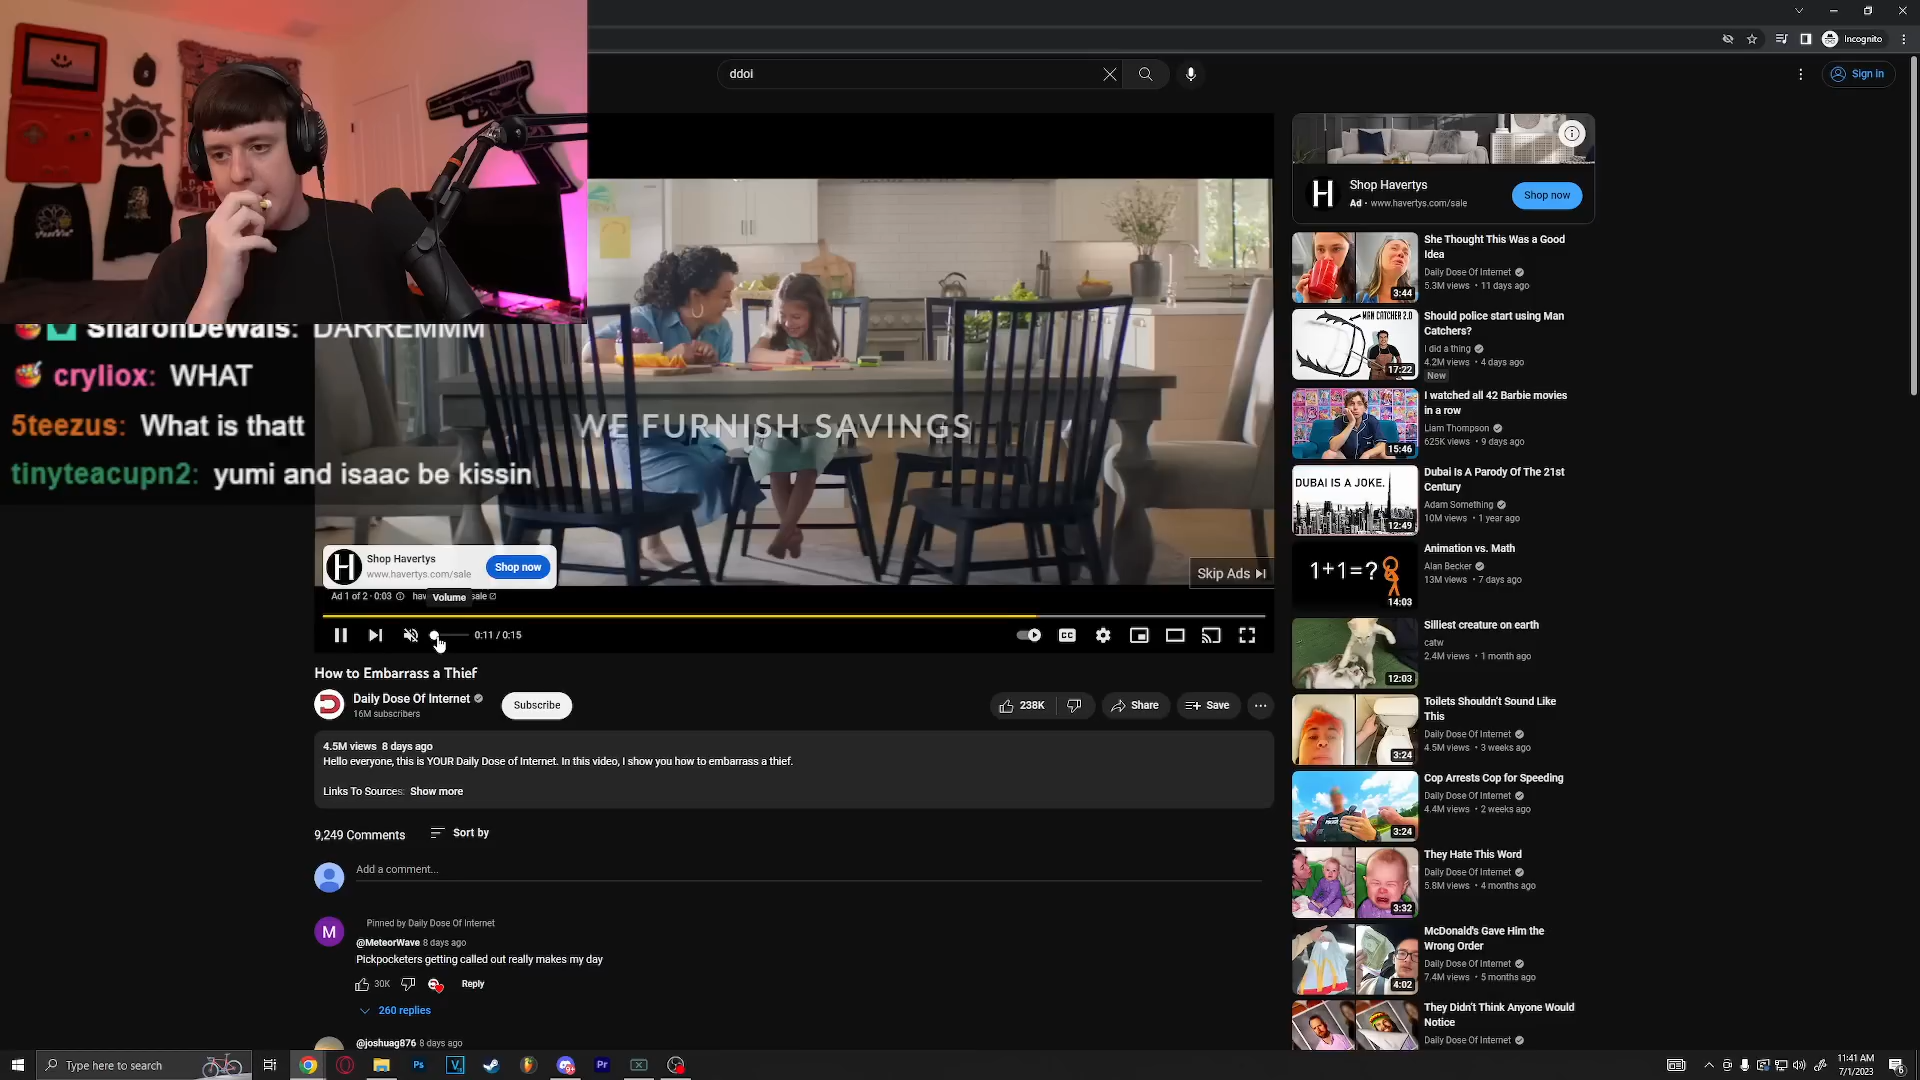 Incognito
ddoi
Sign in
SharonDeWals: DARREMMM
cryliox: WHAT
5teezus: What is thatt
tinyteacupn2: yumi and isaac be kissin
WE FURNISH SAVINGS
H
Shop Havertys
www.havertys.com/sale
Shop now
Skip Ads
Ad 1 of 2 · 0:03
Volume
0:11 / 0:15
CC
How to Embarrass a Thief
Daily Dose Of Internet
16M subscribers
Subscribe
238K
Share
Save
4.5M views 8 days ago
Hello everyone, this is YOUR Daily Dose of Internet. In this video, I show you how to embarrass a thief.
Links To Sources: Show more
9,249 Comments
Sort by
Add a comment...
M
Pinned by Daily Dose Of Internet
@MeteorWave 8 days ago
Pickpocketers getting called out really makes my day
30K
Reply
260 replies
@joshuag876 8 days ago
H
Shop Havertys
Ad · www.havertys.com/sale
Shop now
3:44
She Thought This Was a Good
Idea
Daily Dose Of Internet
5.3M views · 11 days ago
MAN CATCHER 2.0
17:22
Should police start using Man
Catchers?
I did a thing
4.2M views · 4 days ago
New
15:46
I watched all 42 Barbie movies
in a row
Liam Thompson
625K views · 9 days ago
DUBAI IS A JOKE.
12:49
Dubai Is A Parody Of The 21st
Century
Adam Something
10M views · 1 year ago
1+1=?
14:03
Animation vs. Math
Alan Becker
13M views · 7 days ago
12:03
Silliest creature on earth
catw
2.4M views · 1 month ago
3:24
Toilets Shouldn't Sound Like
This
Daily Dose Of Internet
4.5M views · 3 weeks ago
3:24
Cop Arrests Cop for Speeding
Daily Dose Of Internet
4.4M views · 2 weeks ago
3:32
They Hate This Word
Daily Dose Of Internet
5.8M views · 4 months ago
4:02
McDonald's Gave Him the
Wrong Order
Daily Dose Of Internet
7.4M views · 5 months ago
They Didn't Think Anyone Would
Notice
Daily Dose Of Internet
Type here to search
Ps
Pr
11:41 AM
7/1/2023